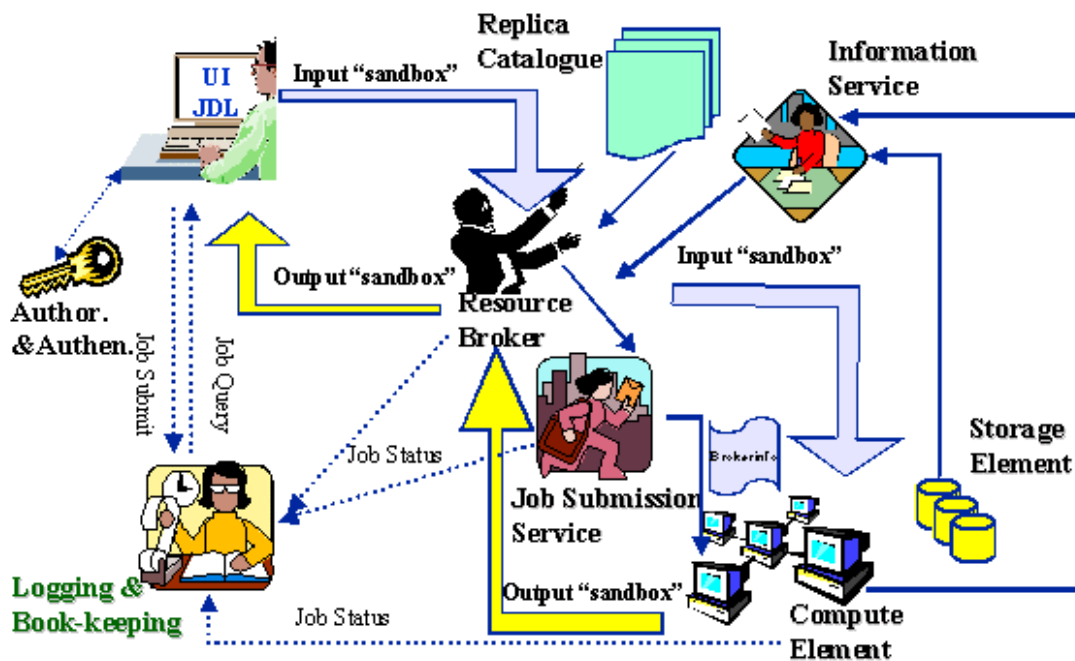 Replica
Catalogue
Information
Service
UI
JDL
Input “sandbox”
Input “sandbox”
Output “sandbox”
Resource
Broker
Author.
&Authen.
Job Submit
Job Query
Job Status
Brokerinfo
Storage
Element
Job Submission
Service
Logging &
Book-keeping
Output “sandbox”
Job Status
Compute
Element